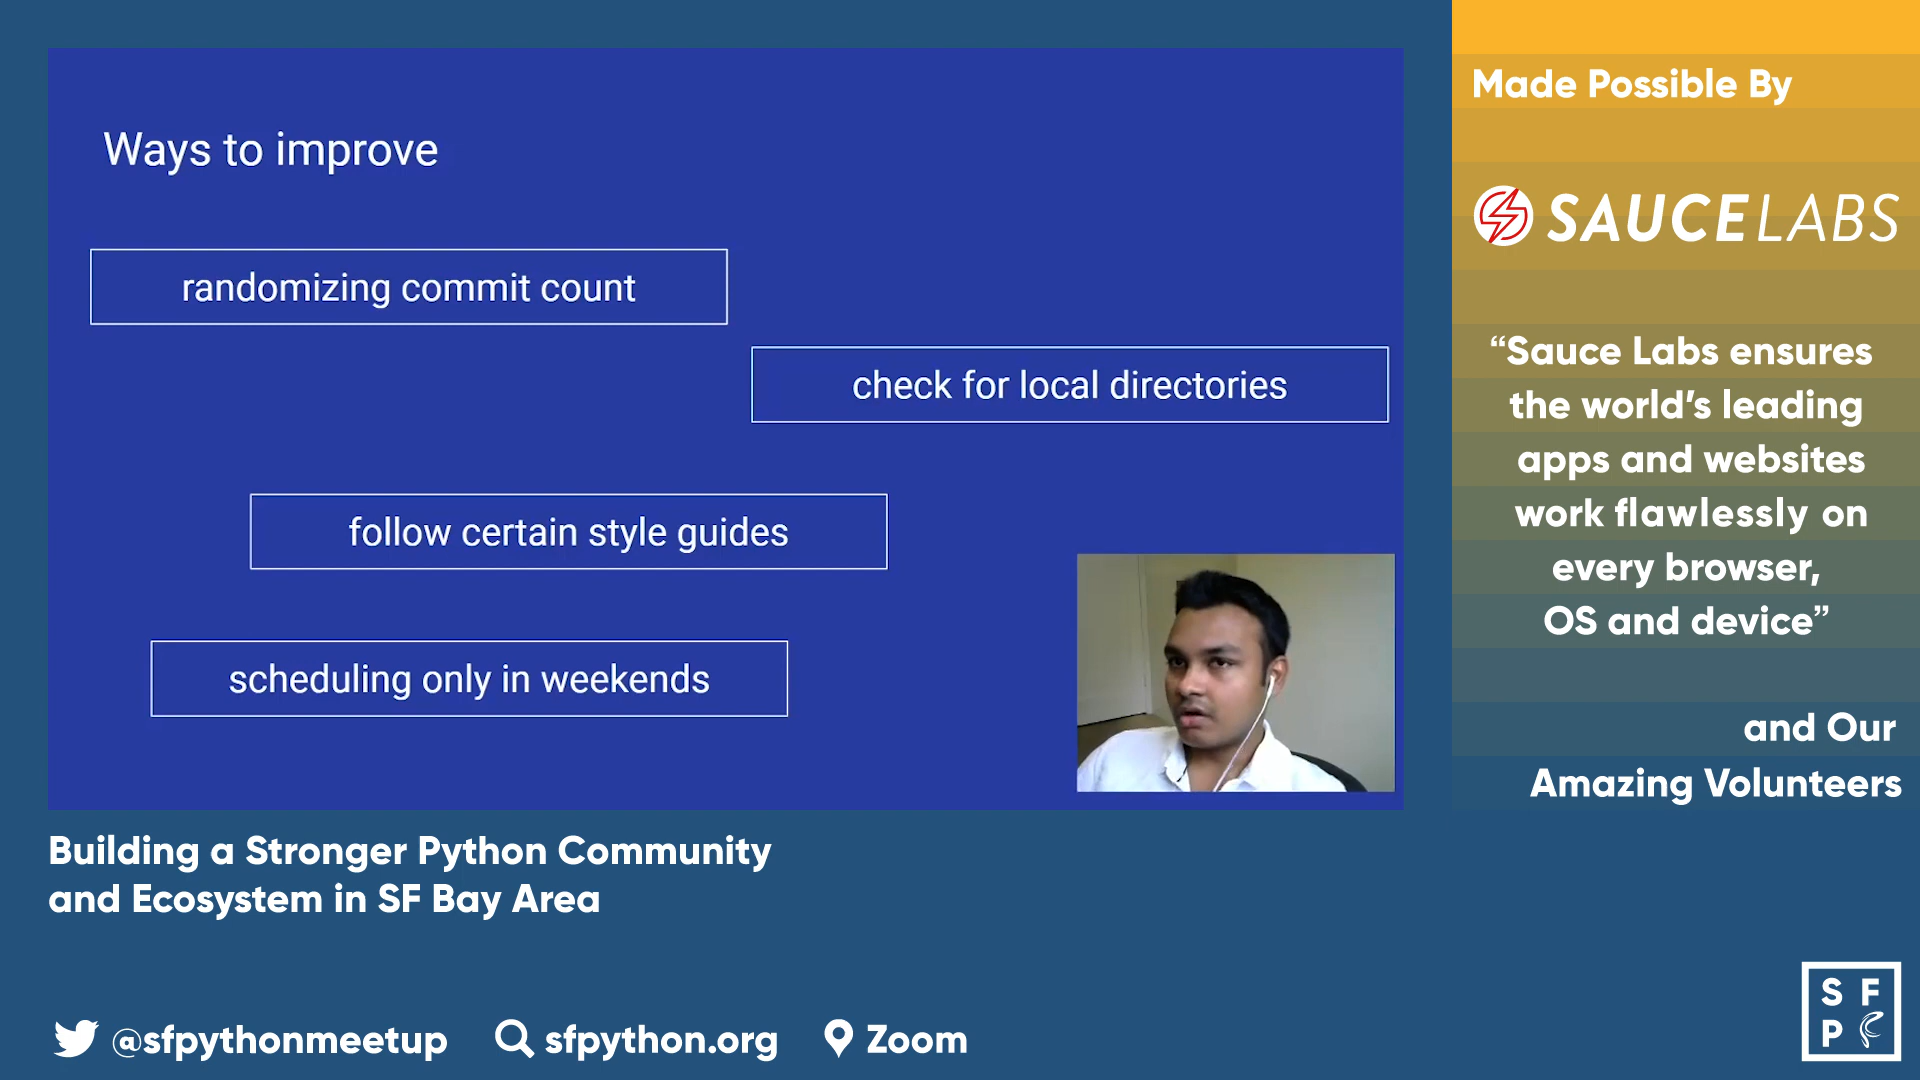 Ways to improve
randomizing commit count
check for local directories
follow certain style guides
scheduling only in weekends
Made Possible By
SAUCELABS
“Sauce Labs ensures
the world’s leading
apps and websites
work flawlessly on
every browser,
OS and device”
and Our
Amazing Volunteers
Building a Stronger Python Community
and Ecosystem in SF Bay Area
@sfpythonmeetup
sfpython.org
Zoom
S F
P